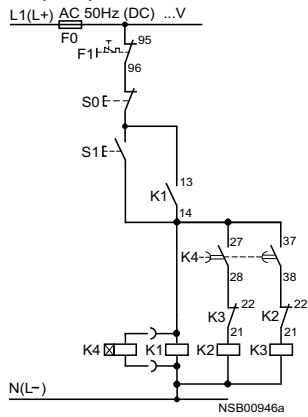 L1(L+) AC 50Hz (DC) ...V
F0
95
F1
96
S0
S1
13
K1
14
27 37
K4
28 38
22 22
K3 K2
21 21
K4 K1 K2 K3
N(L–)
NSB00946a